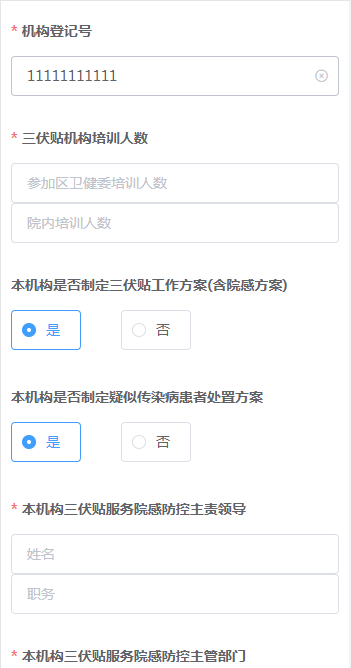 * 机构登记号
11111111111
* 三伏贴机构培训人数
参加区卫健委培训人数
院内培训人数
本机构是否制定三伏贴工作方案(含院感方案)
是 否
本机构是否制定疑似传染病患者处置方案
是 否
* 本机构三伏贴服务院感防控主责领导
姓名
职务
* 本机构三伏贴服务院感防控主管部门